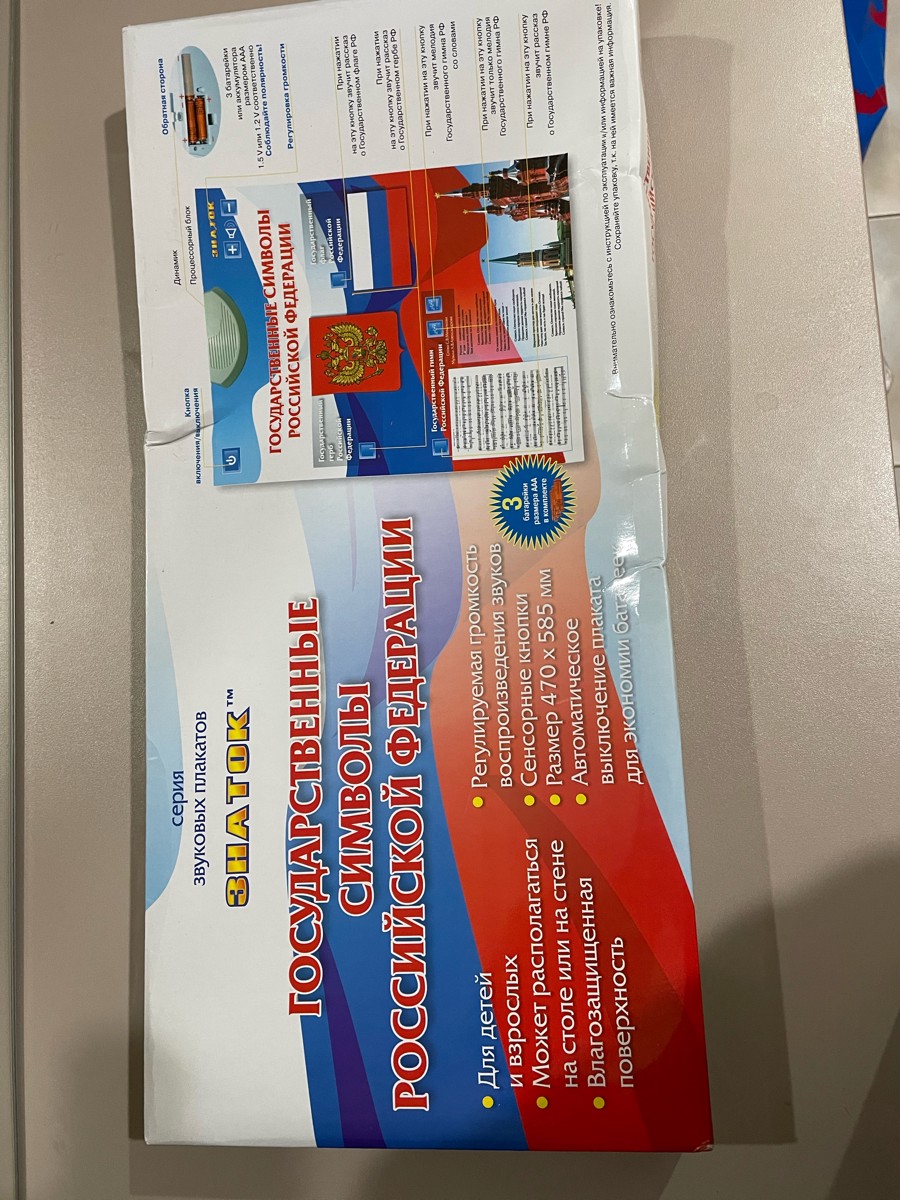 серия
звуковых плакатов
ЗНАТОК™
ГОСУДАРСТВЕННЫЕ
СИМВОЛЫ
РОССИЙСКОЙ ФЕДЕРАЦИИ
Для детей
и взрослых
Может располагаться
на столе или на стене
Влагозащищенная
поверхность
Регулируемая громкость
воспроизведения звуков
Сенсорные кнопки
Размер 470 x 585 мм
Автоматическое
выключение плаката
для экономии батареек
3
батарейки
размера ААА
в комплекте
Кнопка
включения/выключения
Динамик
Процессорный блок
Обратная сторона
3 батарейки
или аккумулятора
размером ААА
1.5 V или 1.2 V соответственно
Соблюдайте полярность!
Регулировка громкости
При нажатии
на эту кнопку звучит рассказ
о Государственном флаге РФ
При нажатии
на эту кнопку звучит рассказ
о Государственном гербе РФ
При нажатии на эту кнопку
звучит мелодия
Государственного гимна РФ
со словами
При нажатии на эту кнопку
звучит только мелодия
Государственного гимна РФ
При нажатии на эту кнопку
звучит рассказ
о Государственном гимне РФ
ЗНАТОК
ГОСУДАРСТВЕННЫЕ СИМВОЛЫ
РОССИЙСКОЙ ФЕДЕРАЦИИ
Государственный
герб
Российской
Федерации
Государственный
флаг
Российской
Федерации
Государственный гимн
Российской Федерации
Внимательно ознакомьтесь с инструкцией по эксплуатации и/или информацией на упаковке!
Сохраняйте упаковку, т.к. на ней имеется важная информация.